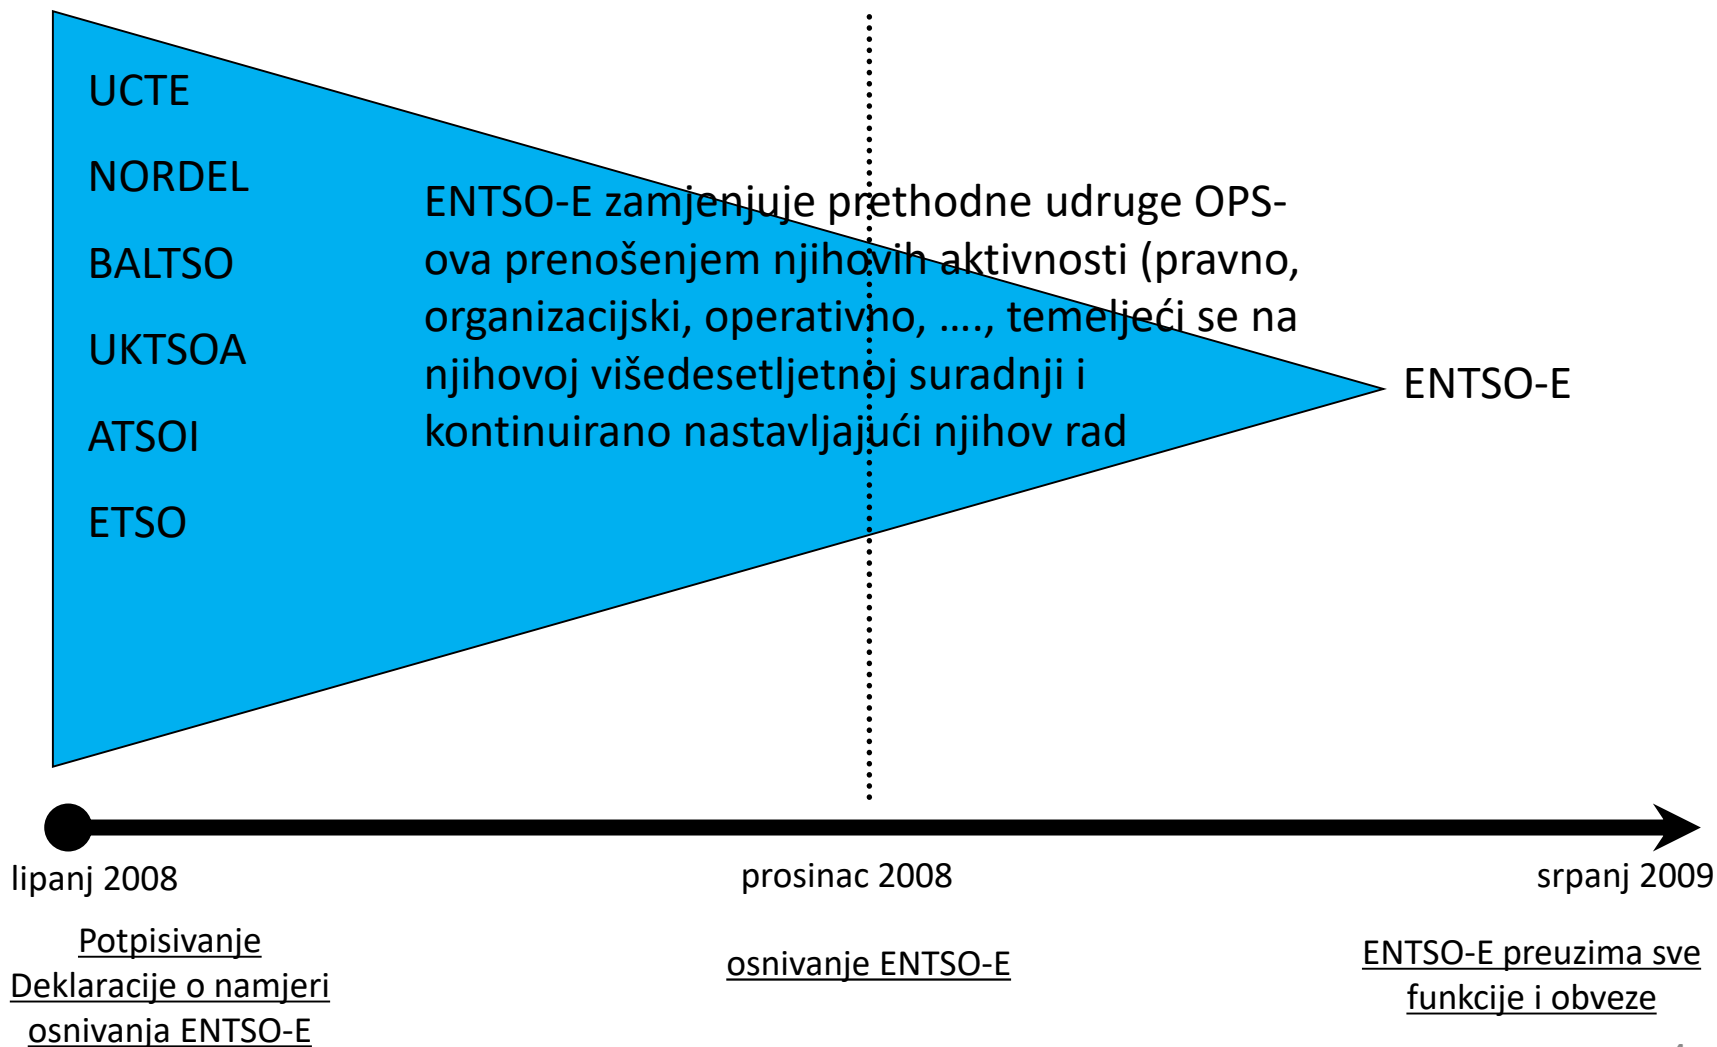 UCTE
NORDEL
BALTSO
UKTSOA
ATSOI
ETSO
ENTSO-E zamjenjuje prethodne udruge OPS-
ova prenošenjem njihovih aktivnosti (pravno,
organizacijski, operativno, …., temeljeći se na
njihovoj višedesetljetnoj suradnji i
kontinuirano nastavljajući njihov rad
ENTSO-E
lipanj 2008
prosinac 2008
srpanj 2009
Potpisivanje
Deklaracije o namjeri
osnivanja ENTSO-E
osnivanje ENTSO-E
ENTSO-E preuzima sve
funkcije i obveze